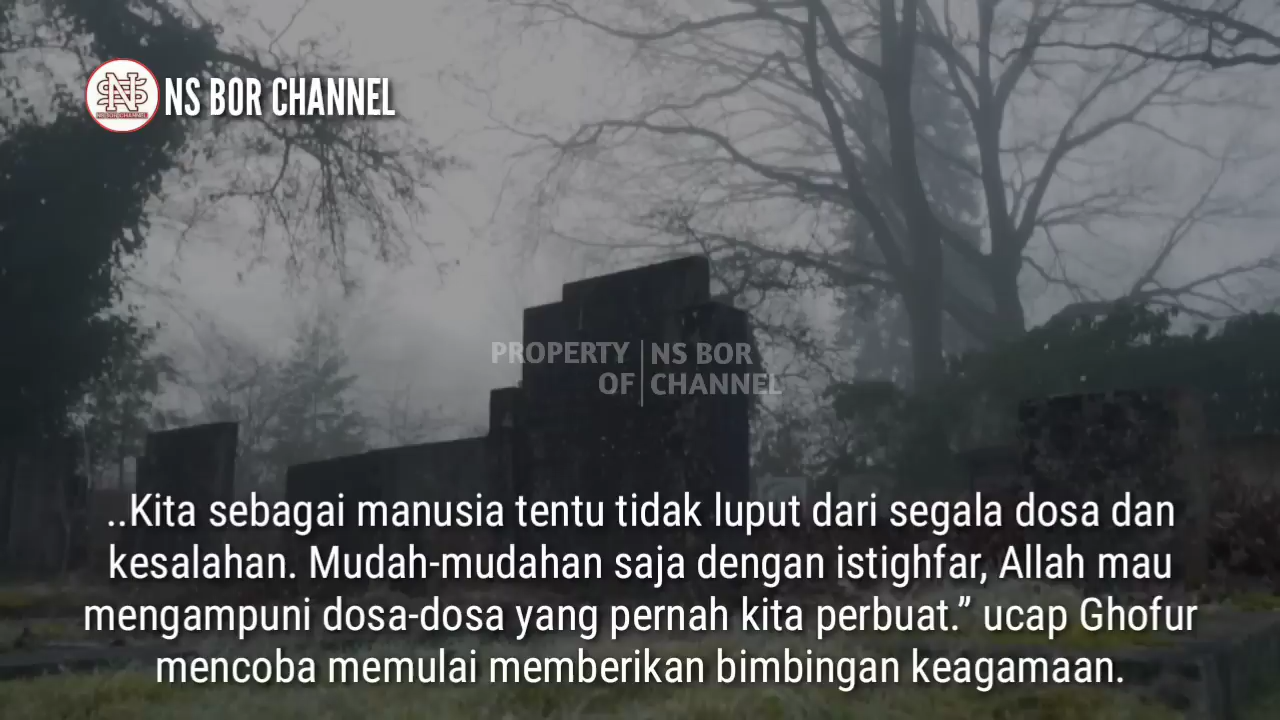 NS BOR CHANNEL
PROPERTY OF
NS BOR CHANNEL
..Kita sebagai manusia tentu tidak luput dari segala dosa dan
kesalahan. Mudah-mudahan saja dengan istighfar, Allah mau
mengampuni dosa-dosa yang pernah kita perbuat.” ucap Ghofur
mencoba memulai memberikan bimbingan keagamaan.